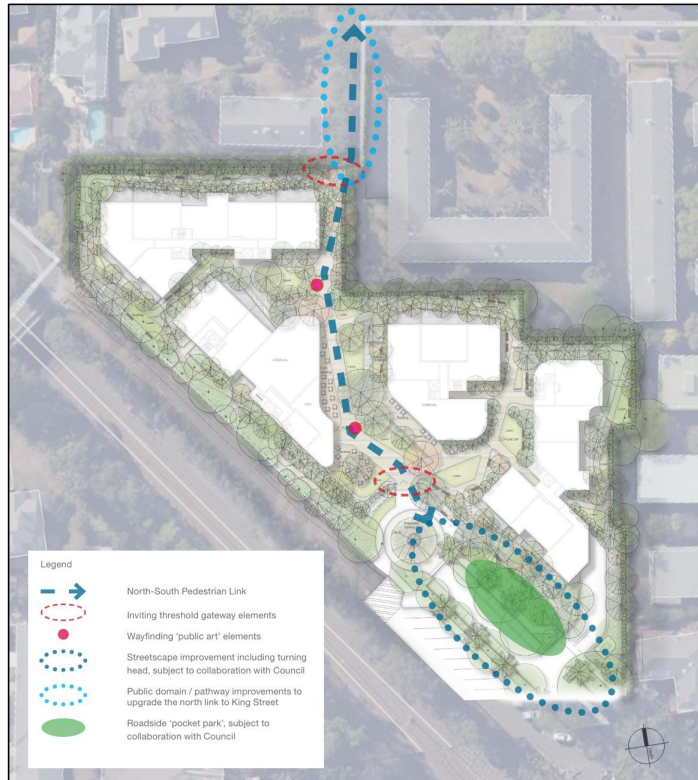 Legend
North-South Pedestrian Link
Inviting threshold gateway elements
Wayfinding 'public art' elements
Streetscape improvement including turning
head, subject to collaboration with Council
Public domain / pathway improvements to
upgrade the north link to King Street
Roadside 'pocket park', subject to
collaboration with Council